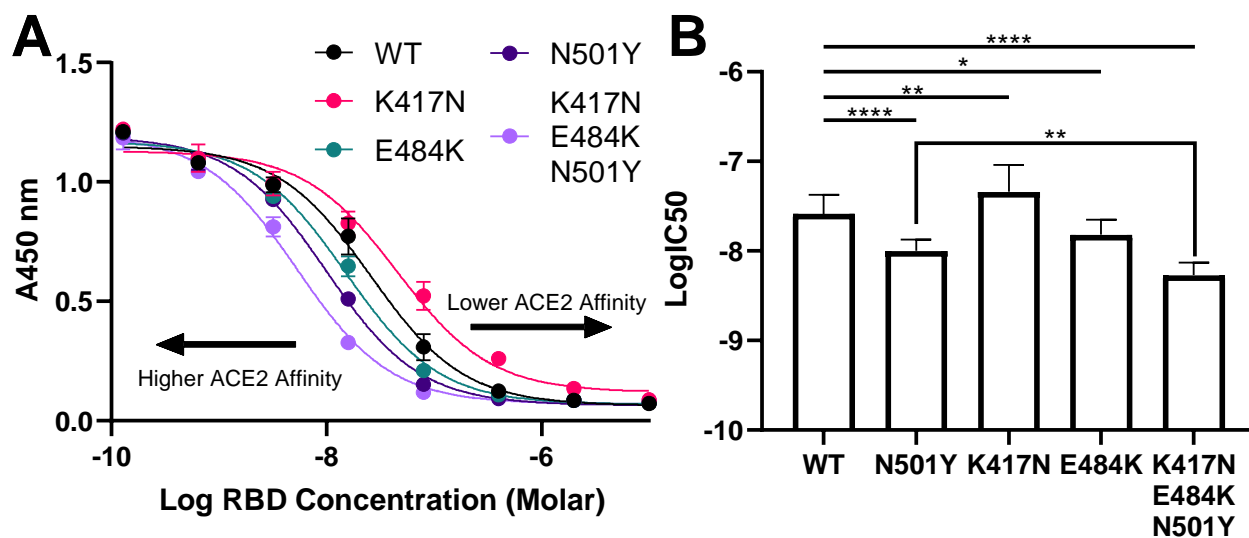 A
WT
N501Y
K417N
K417N
E484K
E484K
N501Y
1.5
1.0
0.5
0.0
A450 nm
Lower ACE2 Affinity
Higher ACE2 Affinity
-10
-8
-6
Log RBD Concentration (Molar)
B
****
*
**
****
**
-6
-7
-8
-9
-10
LogIC50
WT
N501Y
K417N
E484K
K417N
E484K
N501Y